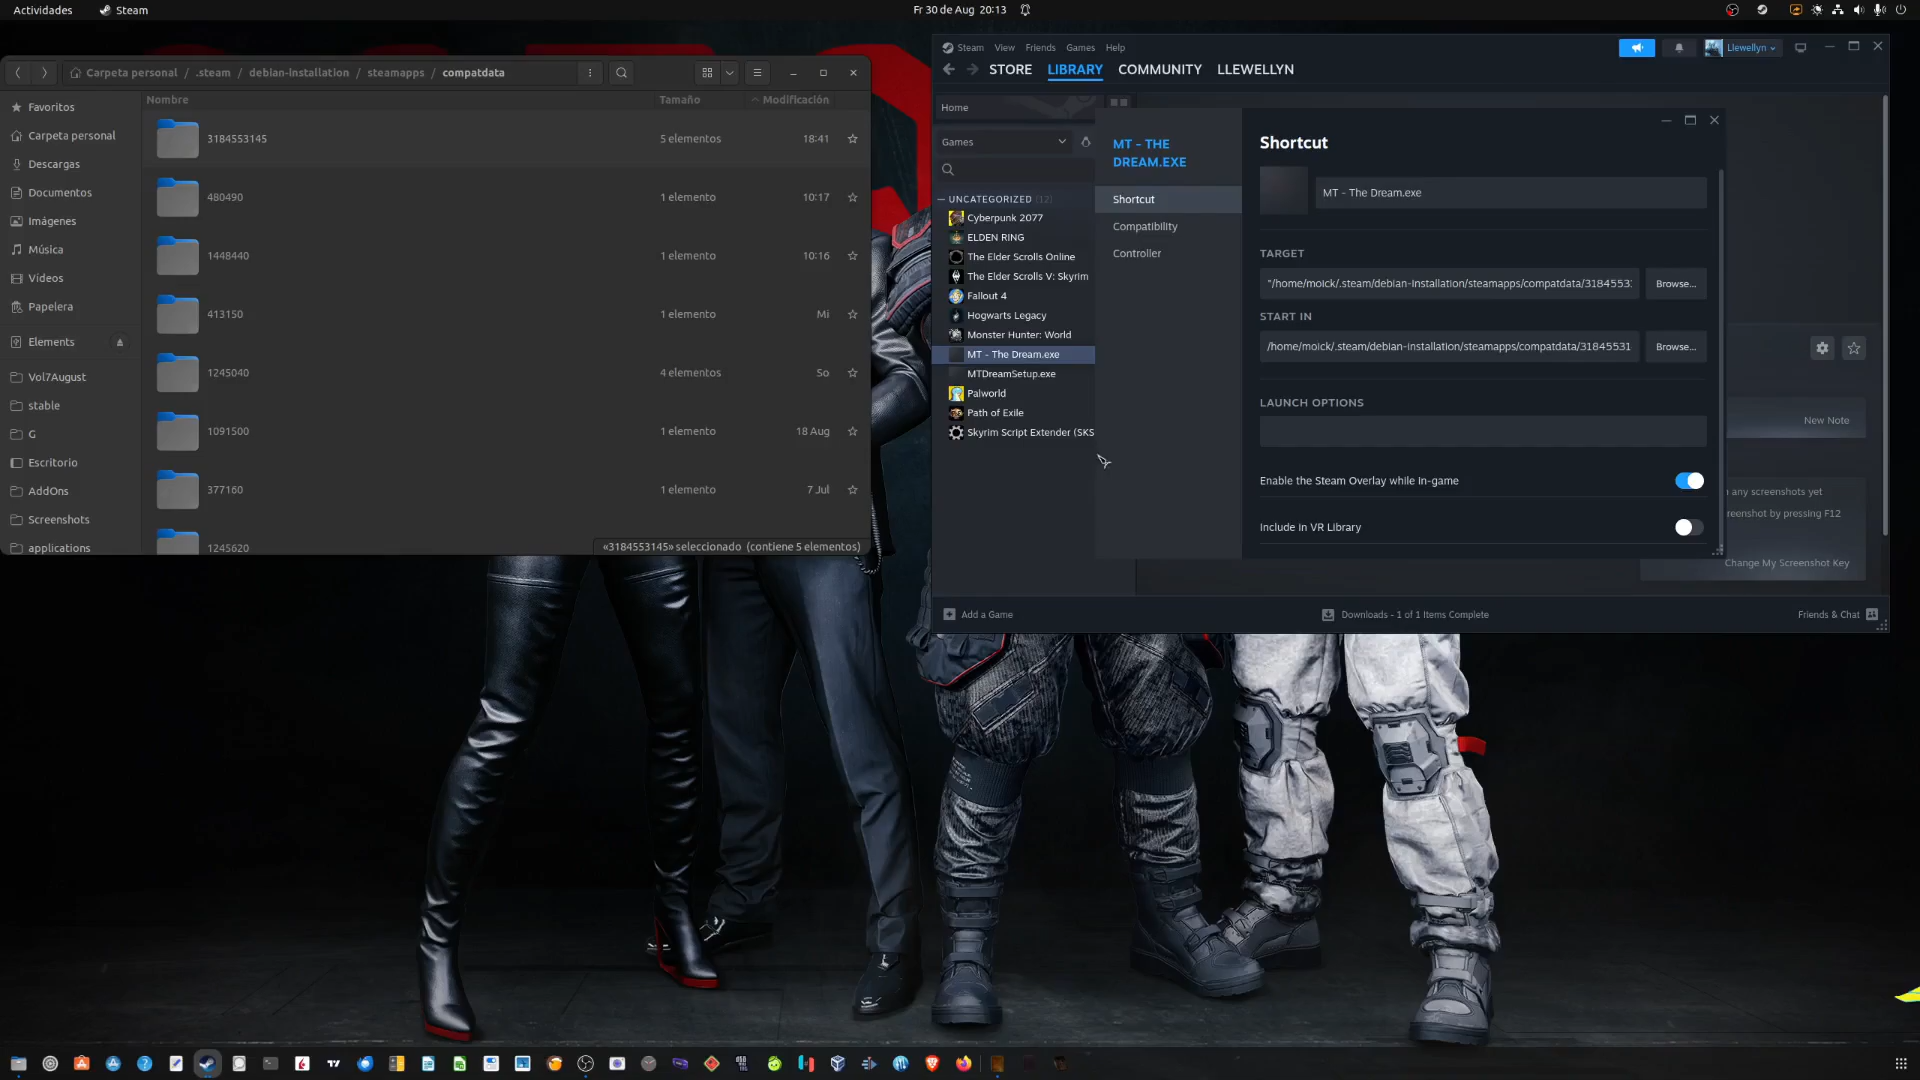 Actividades
Steam
Fr 30 de Aug 20:13
Carpeta personal / .steam / debian-installation / steamapps / compatdata
Nombre
Tamaño
Modificación
Favoritos
Carpeta personal
Descargas
Documentos
Imágenes
Música
Vídeos
Papelera
Elements
Vol7August
stable
G
Escritorio
AddOns
Screenshots
applications
3184553145 5 elementos 18:41
480490 1 elemento 10:17
1448440 1 elemento 10:16
413150 1 elemento Mi
1245040 4 elementos So
1091500 1 elemento 18 Aug
377160 1 elemento 7 Jul
1245620
«3184553145» seleccionado (contiene 5 elementos)
Steam View Friends Games Help
Llewellyn
STORE LIBRARY COMMUNITY LLEWELLYN
Home
Games
UNCATEGORIZED (12)
Cyberpunk 2077
ELDEN RING
The Elder Scrolls Online
The Elder Scrolls V: Skyrim
Fallout 4
Hogwarts Legacy
Monster Hunter: World
MT - The Dream.exe
MTDreamSetup.exe
Palworld
Path of Exile
Skyrim Script Extender (SKS
MT - THE
DREAM.EXE
Shortcut
Compatibility
Controller
Shortcut
MT - The Dream.exe
TARGET
"/home/moick/.steam/debian-installation/steamapps/compatdata/3184553:
Browse...
START IN
/home/moick/.steam/debian-installation/steamapps/compatdata/31845531
Browse...
LAUNCH OPTIONS
Enable the Steam Overlay while in-game
Include in VR Library
New Note
any screenshots yet
reenshot by pressing F12
Change My Screenshot Key
Add a Game
Downloads - 1 of 1 Items Complete
Friends & Chat